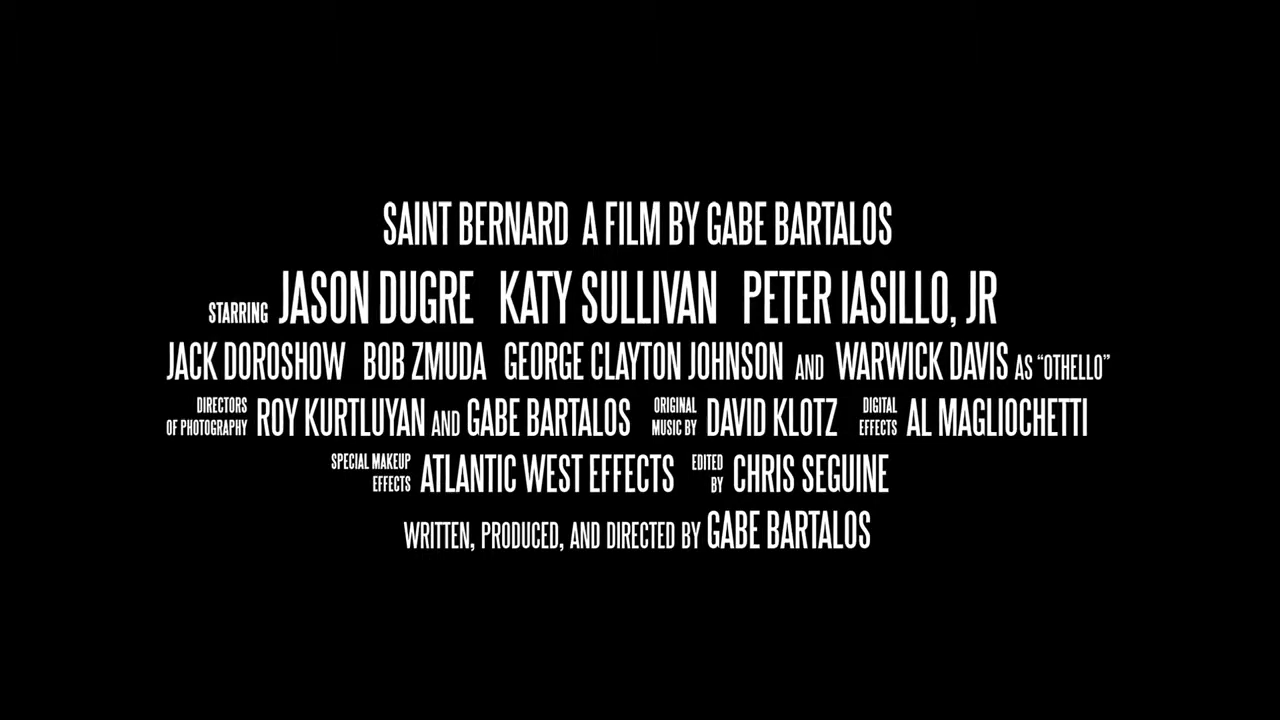 SAINT BERNARD A FILM BY GABE BARTALOS
STARRING JASON DUGRE KATY SULLIVAN PETER IASILLO, JR
JACK DOROSHOW BOB ZMUDA GEORGE CLAYTON JOHNSON AND WARWICK DAVIS AS “OTHELLO”
DIRECTORS OF PHOTOGRAPHY ROY KURTLUYAN AND GABE BARTALOS ORIGINAL MUSIC BY DAVID KLOTZ DIGITAL EFFECTS AL MAGLIOCHETTI
SPECIAL MAKEUP EFFECTS ATLANTIC WEST EFFECTS EDITED BY CHRIS SEGUINE
WRITTEN, PRODUCED, AND DIRECTED BY GABE BARTALOS